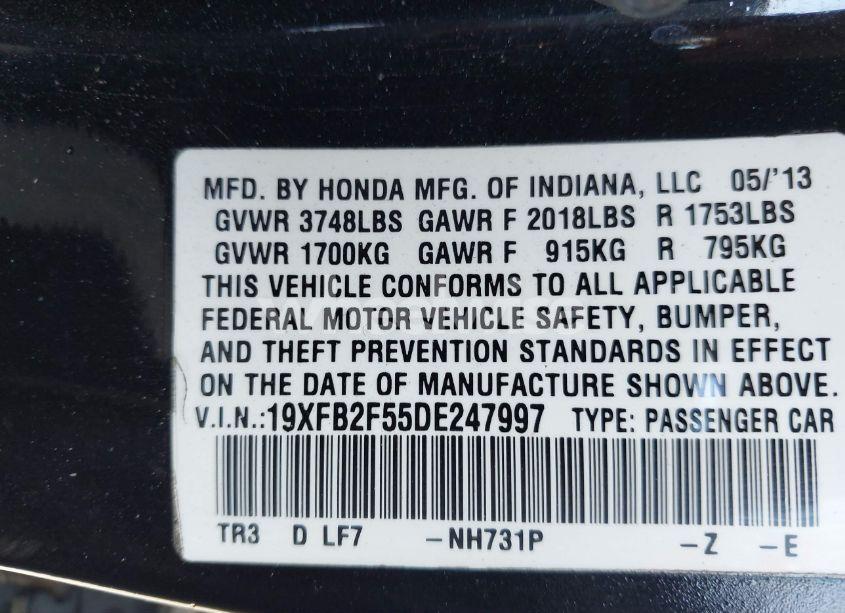 MFD. BY HONDA MFG. OF INDIANA, LLC 05/'13
GVWR 3748LBS GAWR F 2018LBS R 1753LBS
GVWR 1700KG GAWR F 915KG R 795KG
THIS VEHICLE CONFORMS TO ALL APPLICABLE
FEDERAL MOTOR VEHICLE SAFETY, BUMPER,
AND THEFT PREVENTION STANDARDS IN EFFECT
ON THE DATE OF MANUFACTURE SHOWN ABOVE.
V.I.N.:19XFB2F55DE247997 TYPE: PASSENGER CAR
TR3 D LF7 -NH731P -Z -E